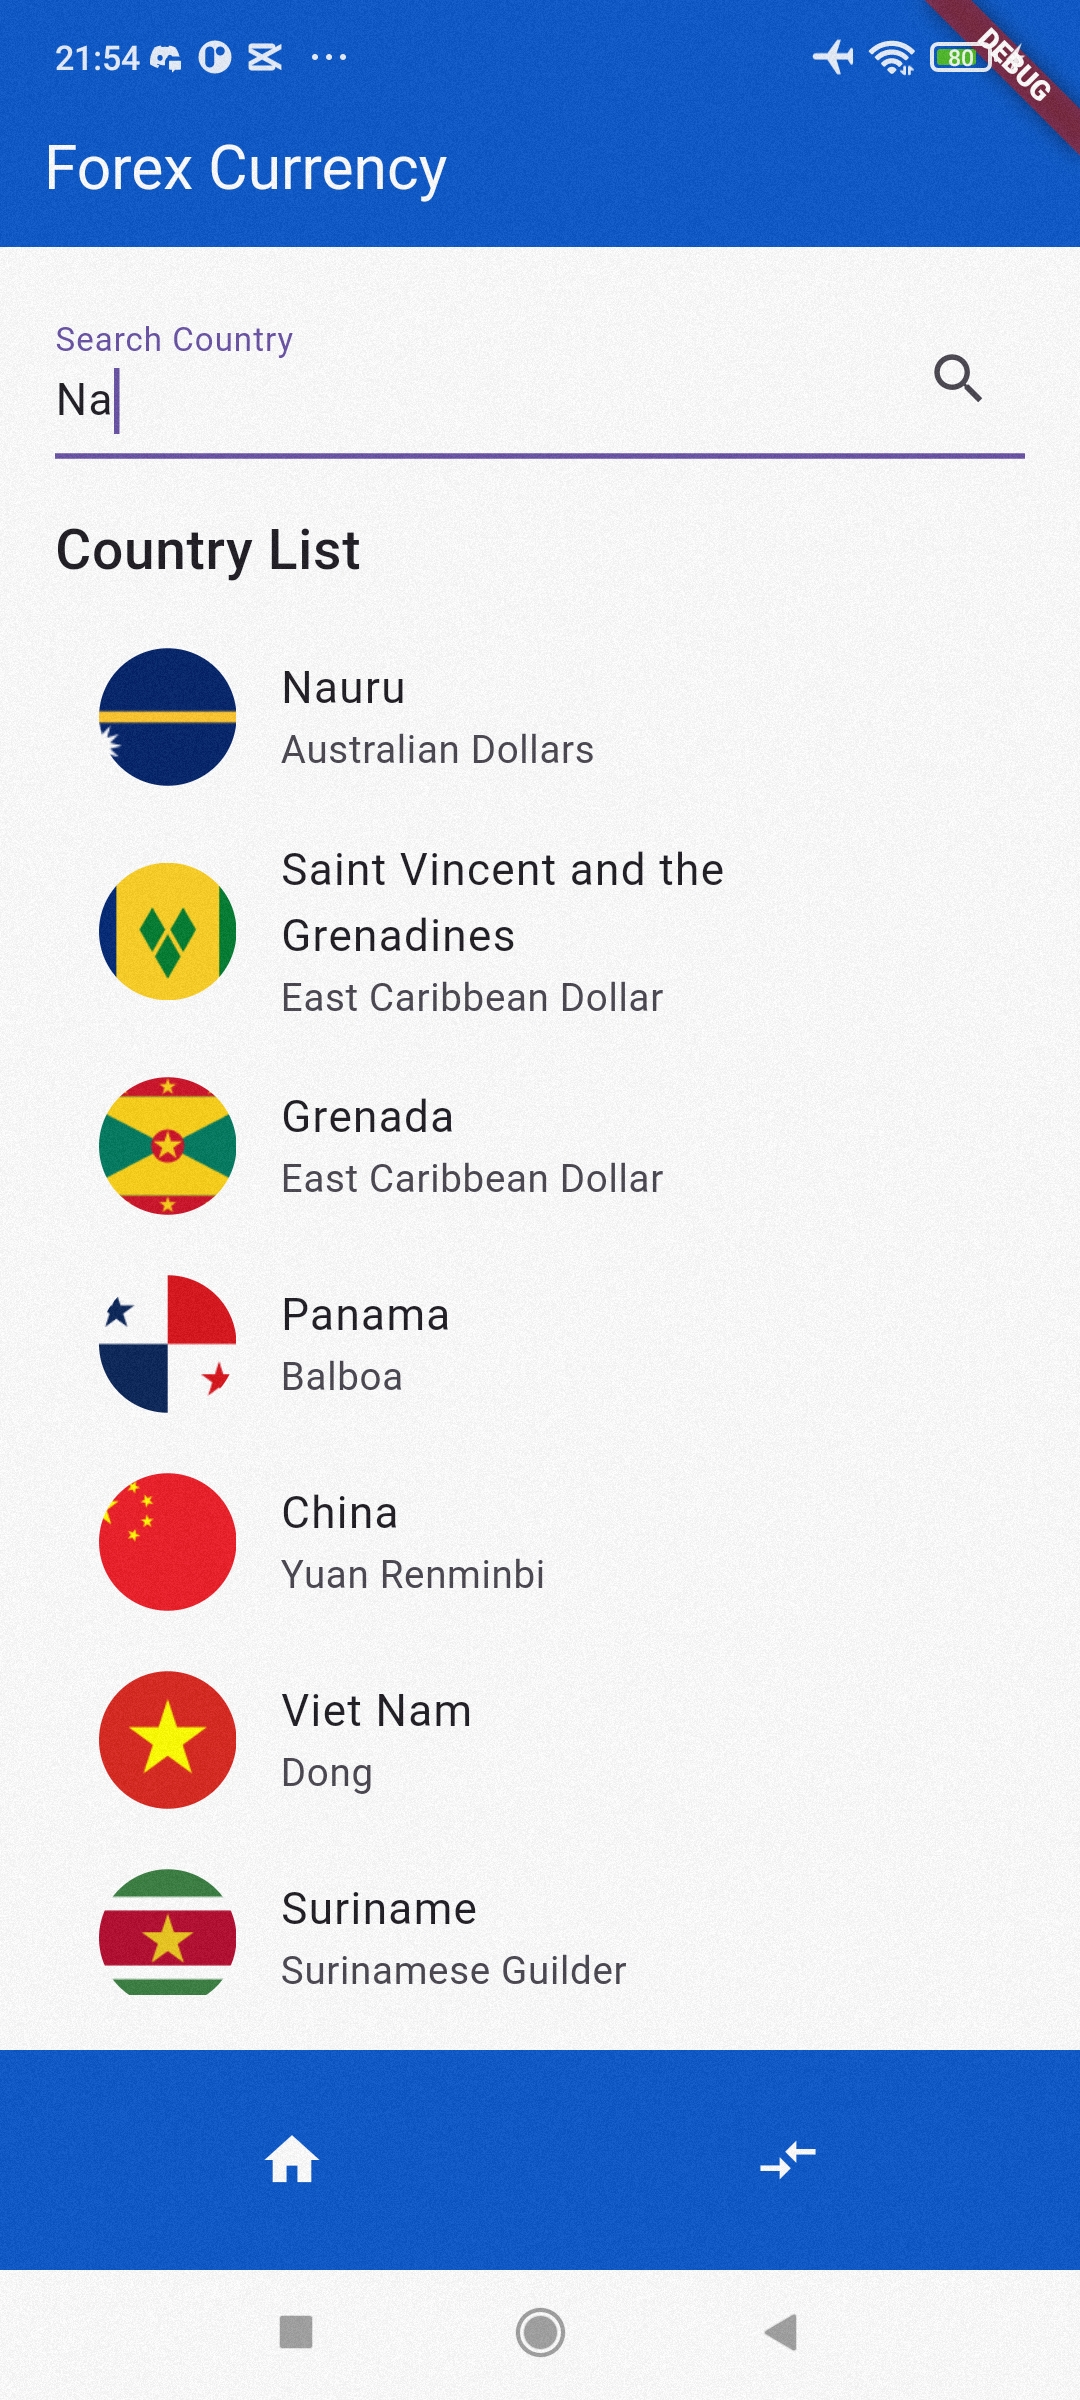 21:54
80
DEBUG
Forex Currency
Search Country
Na
Country List
Nauru
Australian Dollars
Saint Vincent and the
Grenadines
East Caribbean Dollar
Grenada
East Caribbean Dollar
Panama
Balboa
China
Yuan Renminbi
Viet Nam
Dong
Suriname
Surinamese Guilder